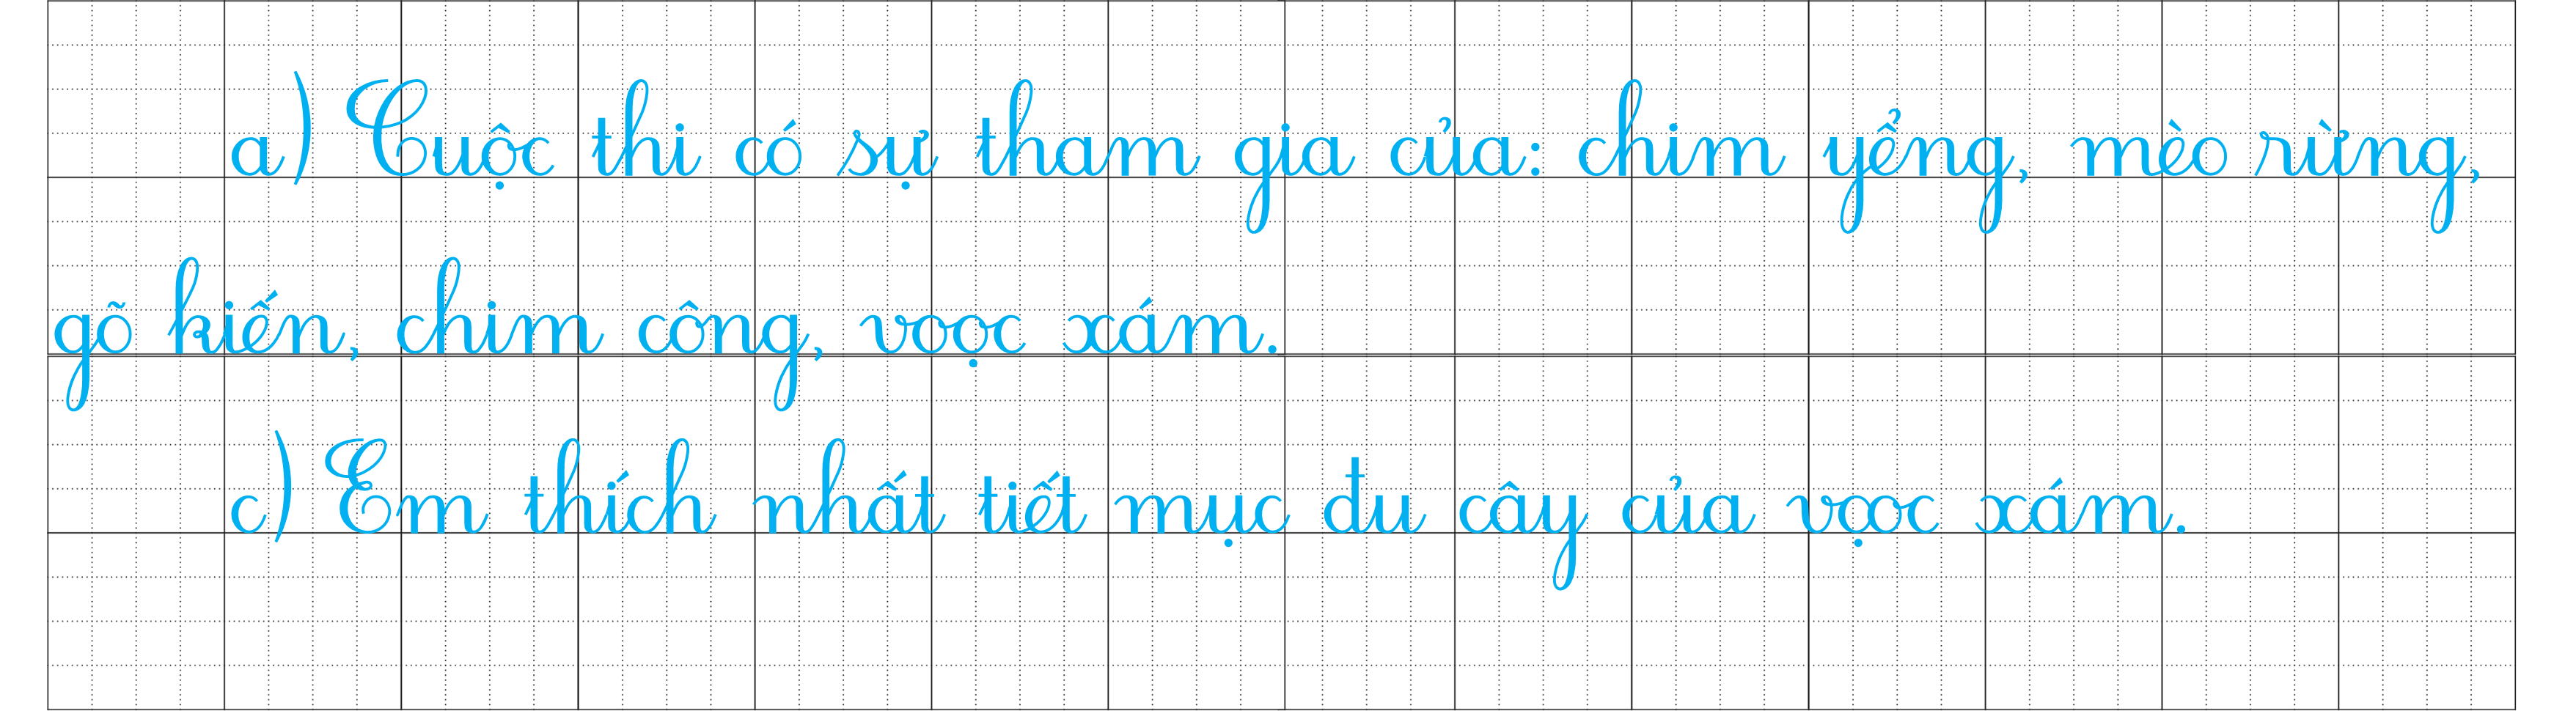 a) Cuộc thi có sự tham gia của: chim yểng, mèo rừng,
gõ kiến, chim công, voọc xám.
c) Em thích nhất tiết mục đu cây của vọoc xám.